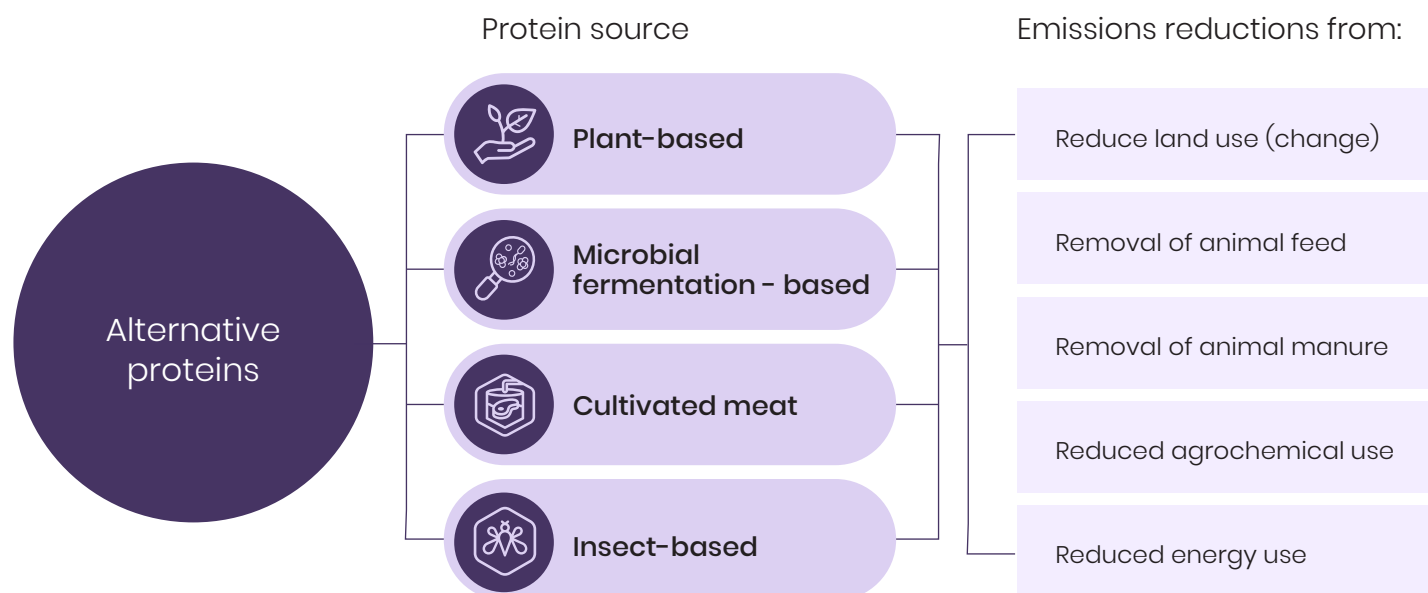 Protein source
Emissions reductions from:
Alternative
proteins
Plant-based
Microbial
fermentation - based
Cultivated meat
Insect-based
Reduce land use (change)
Removal of animal feed
Removal of animal manure
Reduced agrochemical use
Reduced energy use